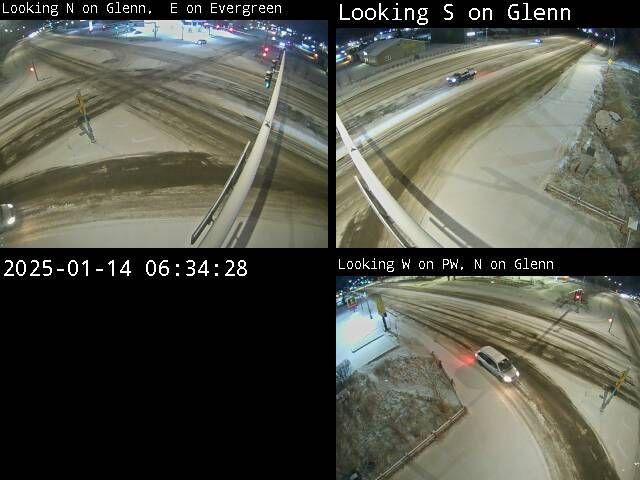 Looking N on Glenn,  E on Evergreen
Looking S on Glenn
2025-01-14 06:34:28
Looking W on PW, N on Glenn